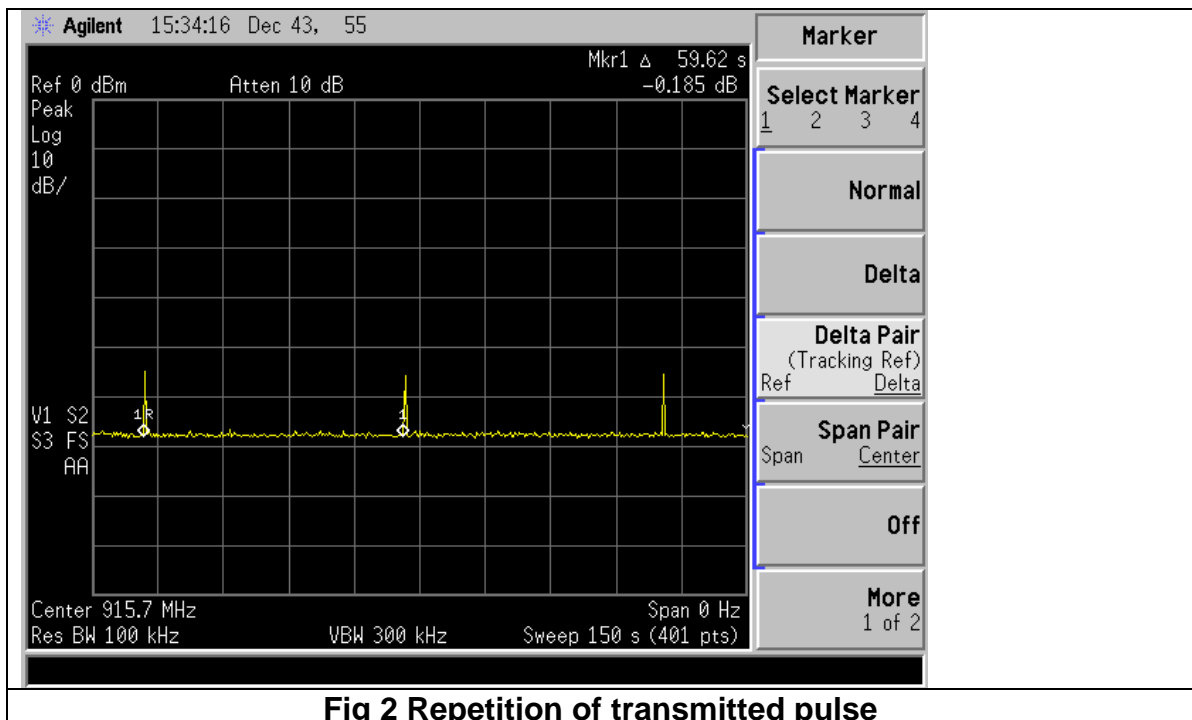 Agilent 15:34:16 Dec 43, 55
Mkr1 Δ 59.62 s
Ref 0 dBm Atten 10 dB -0.185 dB
Peak
Log
10
dB/
1R
1
V1 S2
S3 FS
AA
Center 915.7 MHz Span 0 Hz
Res BW 100 kHz VBW 300 kHz Sweep 150 s (401 pts)
Marker
Select Marker
1 2 3 4
Normal
Delta
Delta Pair
(Tracking Ref)
Ref Delta
Span Pair
Span Center
Off
More
1 of 2
Fig 2 Repetition of transmitted pulse